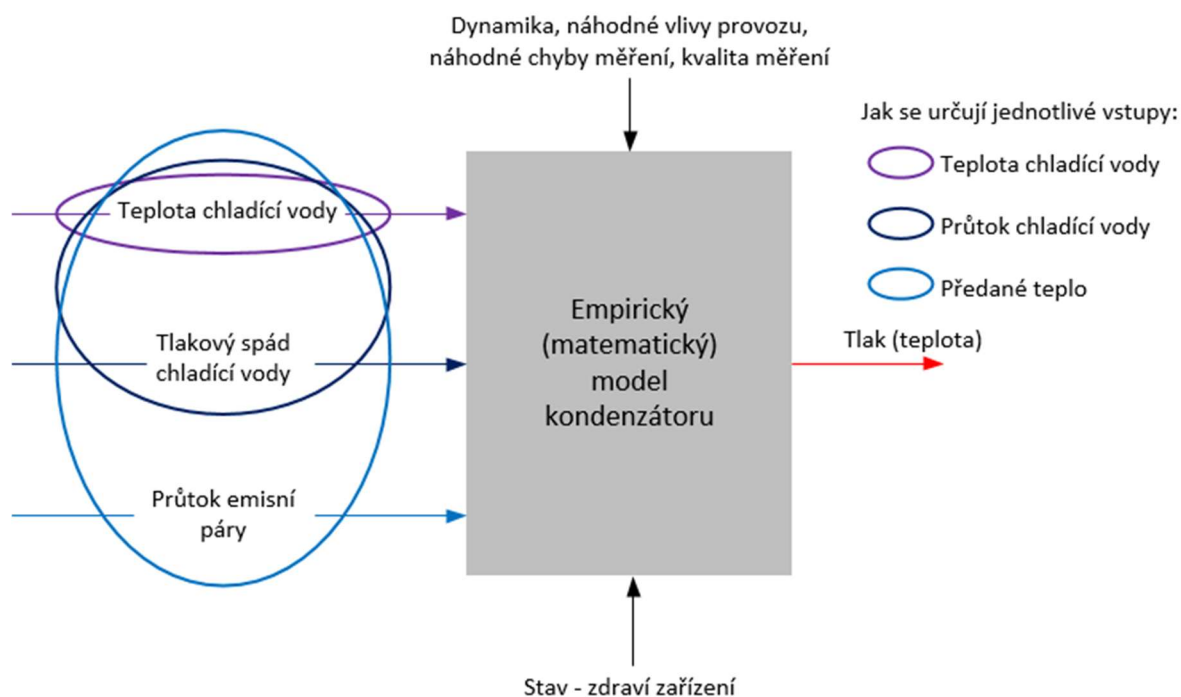 Dynamika, náhodné vlivy provozu,
náhodné chyby měření, kvalita měření
Jak se určují jednotlivé vstupy:
Teplota chladící vody
Průtok chladící vody
Předané teplo
Teplota chladící vody
Tlakový spád
chladící vody
Průtok emisní
páry
Empirický
(matematický)
model
kondenzátoru
Tlak (teplota)
Stav - zdraví zařízení